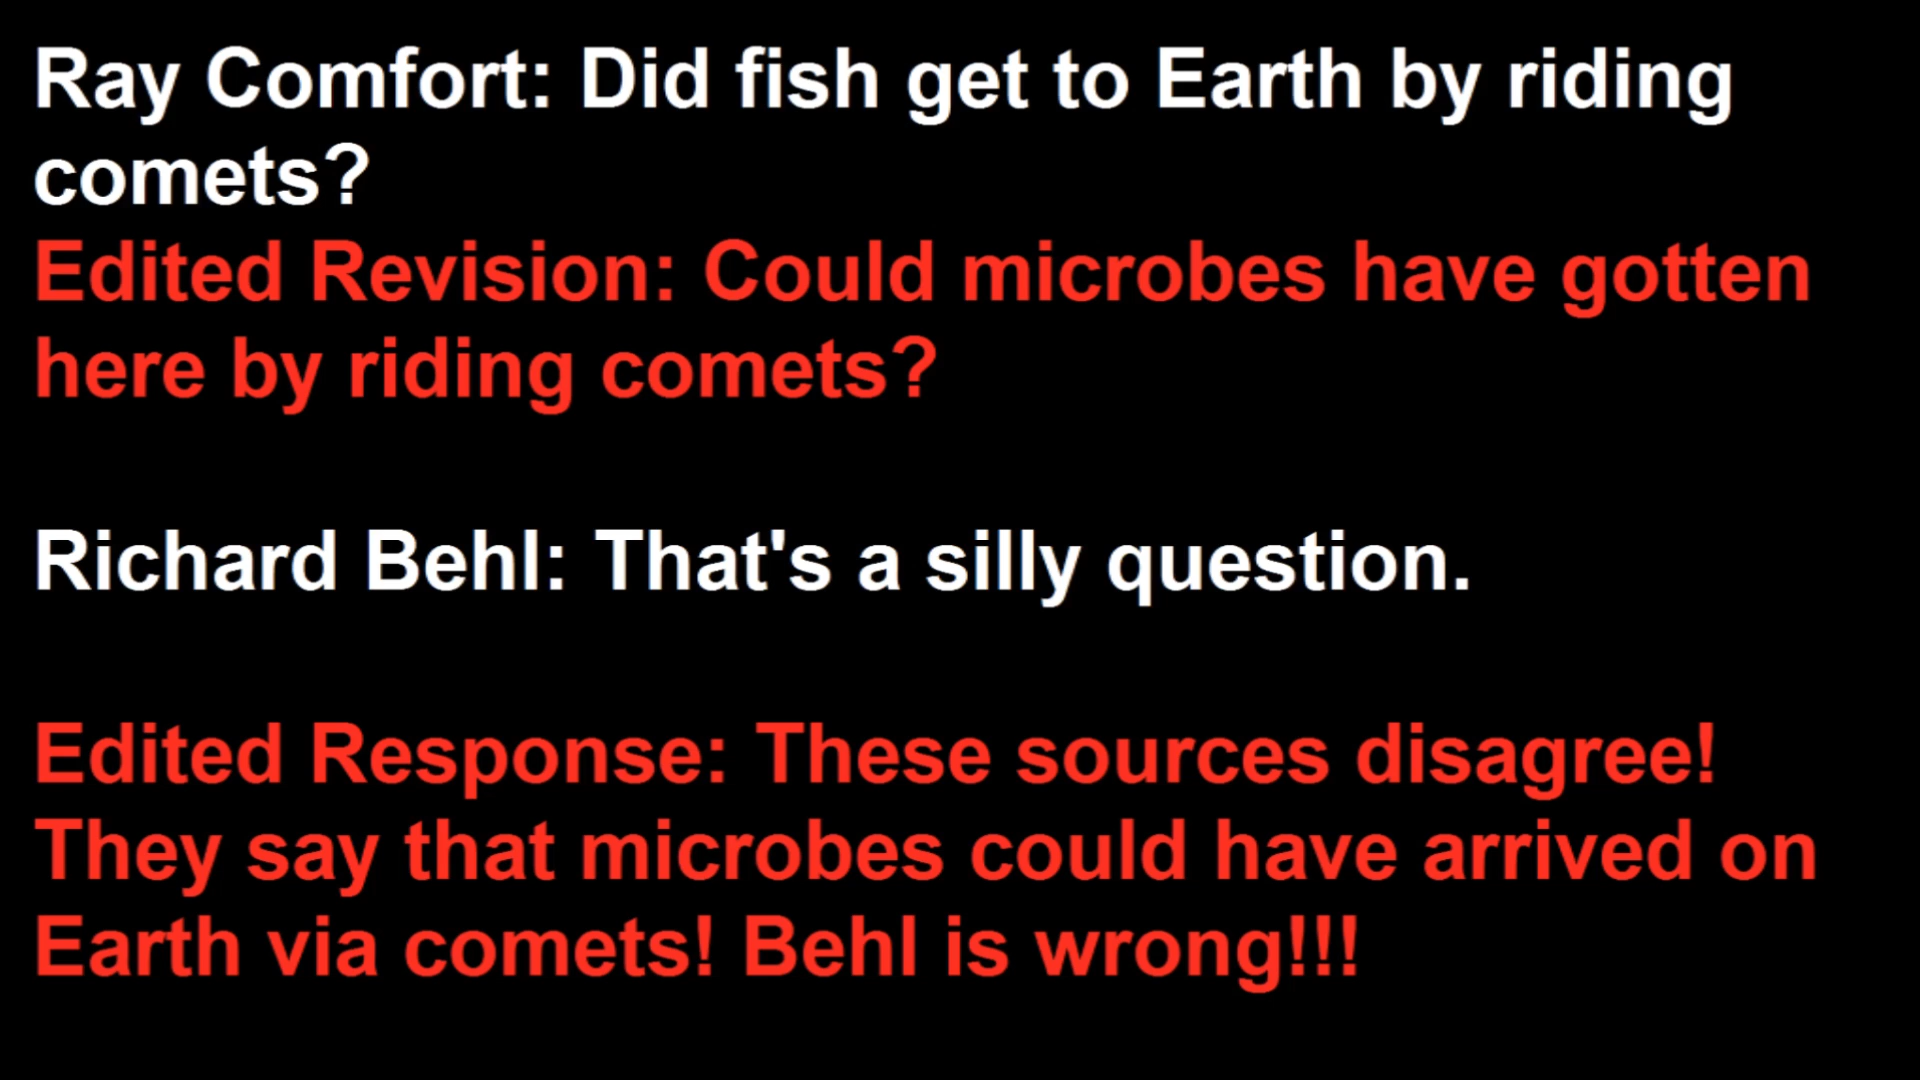 Ray Comfort: Did fish get to Earth by riding
comets?
Edited Revision: Could microbes have gotten
here by riding comets?
Richard Behl: That's a silly question.
Edited Response: These sources disagree!
They say that microbes could have arrived on
Earth via comets! Behl is wrong!!!